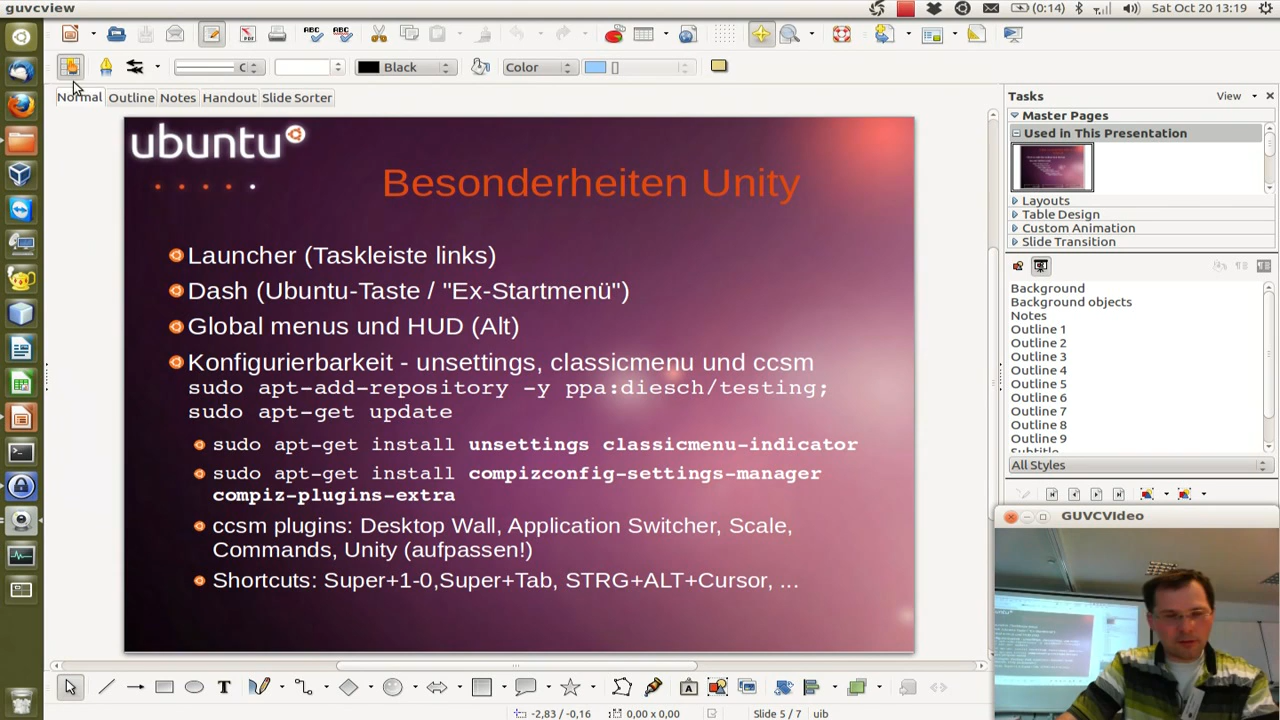 guvcview
(0:14)
Sat Oct 20 13:19
C
Black
Color
[]
Normal
Outline
Notes
Handout
Slide Sorter
Tasks
View
Master Pages
Used in This Presentation
Layouts
Table Design
Custom Animation
Slide Transition
ubuntu
Besonderheiten Unity
Launcher (Taskleiste links)
Dash (Ubuntu-Taste / "Ex-Startmenü")
Global menus und HUD (Alt)
Konfigurierbarkeit - unsettings, classicmenu und ccsm
sudo apt-add-repository -y ppa:diesch/testing;
sudo apt-get update
sudo apt-get install unsettings classicmenu-indicator
sudo apt-get install compizconfig-settings-manager
compiz-plugins-extra
ccsm plugins: Desktop Wall, Application Switcher, Scale,
Commands, Unity (aufpassen!)
Shortcuts: Super+1-0,Super+Tab, STRG+ALT+Cursor, ...
Background
Background objects
Notes
Outline 1
Outline 2
Outline 3
Outline 4
Outline 5
Outline 6
Outline 7
Outline 8
Outline 9
Subtitle
All Styles
GUVCVideo
-2,83 / -0,16
0,00 x 0,00
Slide 5 / 7
uib